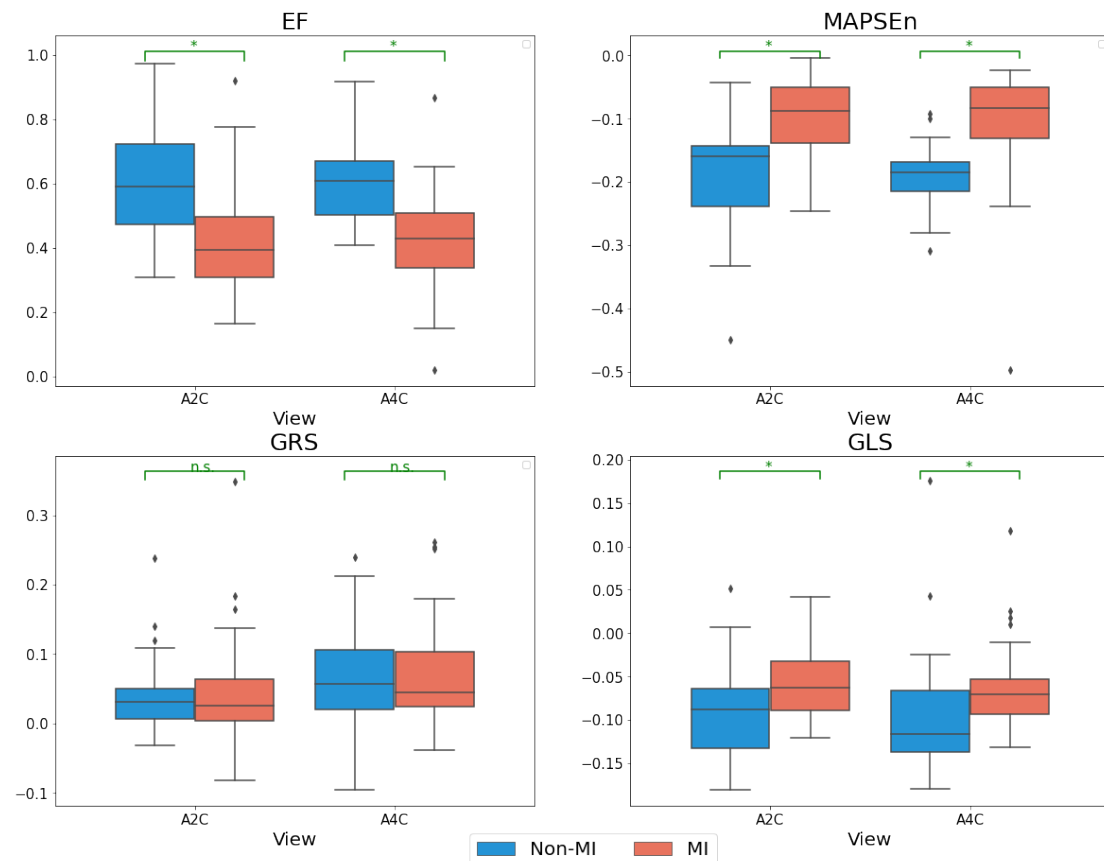 EF
1.0
0.8
0.6
0.4
0.2
0.0
*
*
A2C
A4C
View
MAPSEn
0.0
−0.1
−0.2
−0.3
−0.4
−0.5
*
*
A2C
A4C
View
GRS
0.3
0.2
0.1
0.0
−0.1
n.s.
n.s.
A2C
A4C
View
GLS
0.20
0.15
0.10
0.05
0.00
−0.05
−0.10
−0.15
*
*
A2C
A4C
View
Non-MI
MI